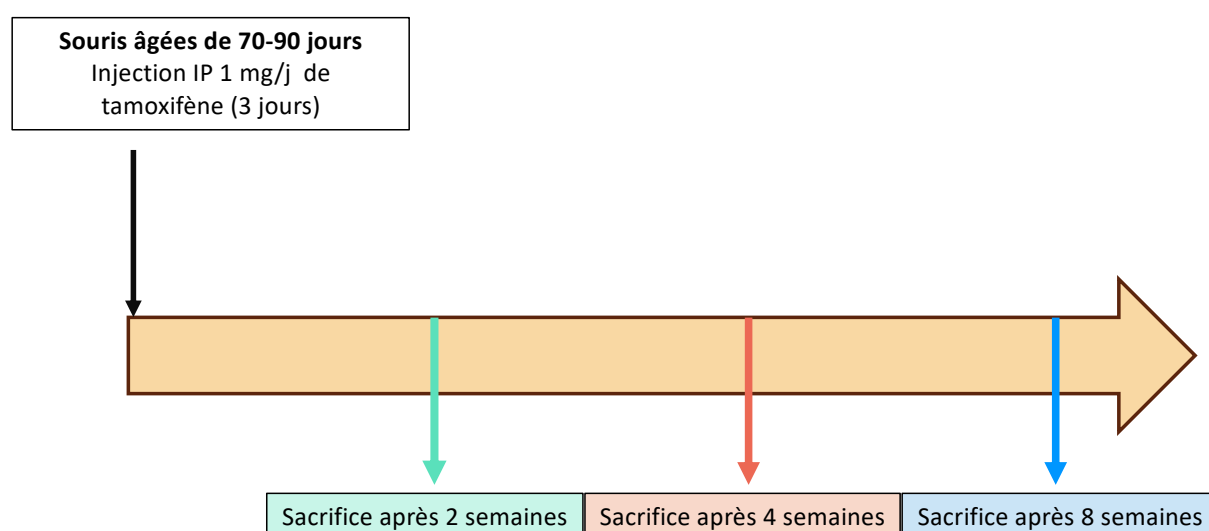 Souris âgées de 70-90 jours
Injection IP 1 mg/j de
tamoxifène (3 jours)
Sacrifice après 2 semaines
Sacrifice après 4 semaines
Sacrifice après 8 semaines